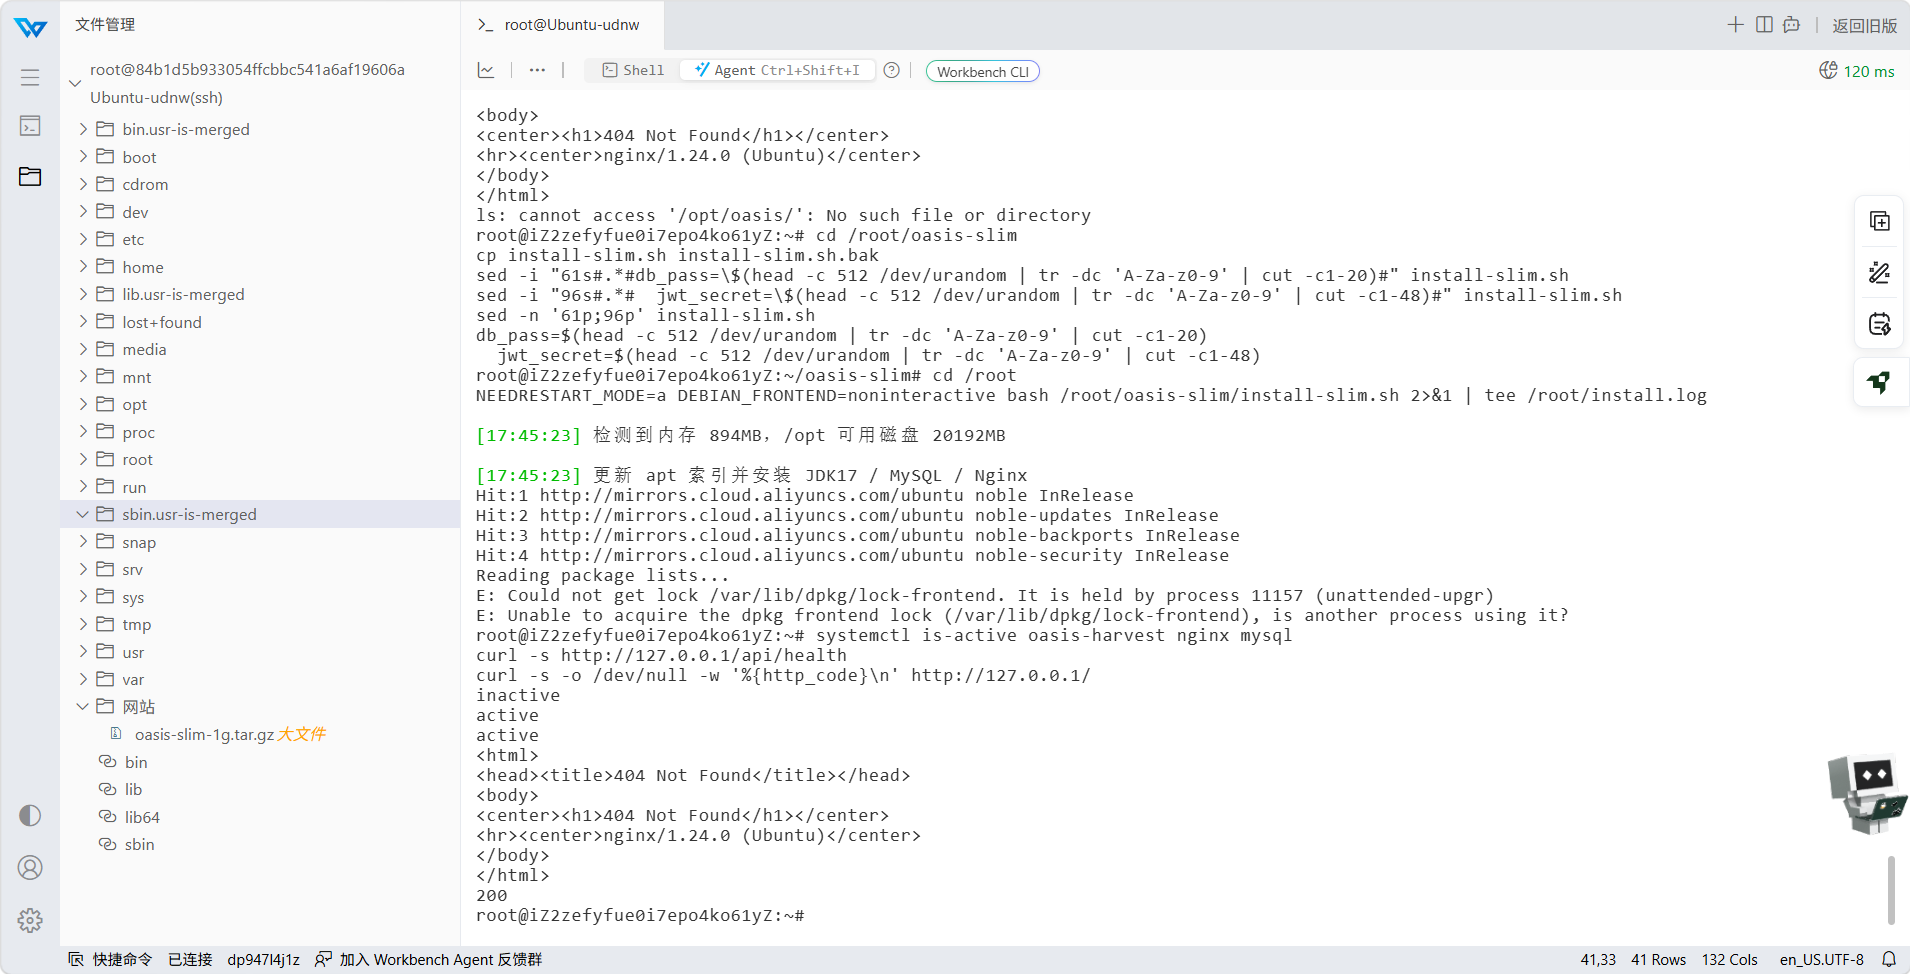 文件管理
root@84b1d5b933054ffcbbc541a6af19606a
Ubuntu-udnw(ssh)
bin.usr-is-merged
boot
cdrom
dev
etc
home
lib.usr-is-merged
lost+found
media
mnt
opt
proc
root
run
sbin.usr-is-merged
snap
srv
sys
tmp
usr
var
网站
oasis-slim-1g.tar.gz 大文件
bin
lib
lib64
sbin
root@Ubuntu-udnw
返回旧版
Shell
Agent Ctrl+Shift+I
Workbench CLI
120 ms
<body>
<center><h1>404 Not Found</h1></center>
<hr><center>nginx/1.24.0 (Ubuntu)</center>
</body>
</html>
ls: cannot access '/opt/oasis/': No such file or directory
root@iZ2zefyfue0i7epo4ko61yZ:~# cd /root/oasis-slim
cp install-slim.sh install-slim.sh.bak
sed -i "61s#.*#db_pass=\$(head -c 512 /dev/urandom | tr -dc 'A-Za-z0-9' | cut -c1-20)#" install-slim.sh
sed -i "96s#.*#  jwt_secret=\$(head -c 512 /dev/urandom | tr -dc 'A-Za-z0-9' | cut -c1-48)#" install-slim.sh
sed -n '61p;96p' install-slim.sh
db_pass=$(head -c 512 /dev/urandom | tr -dc 'A-Za-z0-9' | cut -c1-20)
  jwt_secret=$(head -c 512 /dev/urandom | tr -dc 'A-Za-z0-9' | cut -c1-48)
root@iZ2zefyfue0i7epo4ko61yZ:~/oasis-slim# cd /root
NEEDRESTART_MODE=a DEBIAN_FRONTEND=noninteractive bash /root/oasis-slim/install-slim.sh 2>&1 | tee /root/install.log
[17:45:23] 检测到内存 894MB，/opt 可用磁盘 20192MB
[17:45:23] 更新 apt 索引并安装 JDK17 / MySQL / Nginx
Hit:1 http://mirrors.cloud.aliyuncs.com/ubuntu noble InRelease
Hit:2 http://mirrors.cloud.aliyuncs.com/ubuntu noble-updates InRelease
Hit:3 http://mirrors.cloud.aliyuncs.com/ubuntu noble-backports InRelease
Hit:4 http://mirrors.cloud.aliyuncs.com/ubuntu noble-security InRelease
Reading package lists...
E: Could not get lock /var/lib/dpkg/lock-frontend. It is held by process 11157 (unattended-upgr)
E: Unable to acquire the dpkg frontend lock (/var/lib/dpkg/lock-frontend), is another process using it?
root@iZ2zefyfue0i7epo4ko61yZ:~# systemctl is-active oasis-harvest nginx mysql
curl -s http://127.0.0.1/api/health
curl -s -o /dev/null -w '%{http_code}\n' http://127.0.0.1/
inactive
active
active
<html>
<head><title>404 Not Found</title></head>
<body>
<center><h1>404 Not Found</h1></center>
<hr><center>nginx/1.24.0 (Ubuntu)</center>
</body>
</html>
200
root@iZ2zefyfue0i7epo4ko61yZ:~#
快捷命令 已连接 dp947l4j1z 加入 Workbench Agent 反馈群
41,33 41 Rows 132 Cols en_US.UTF-8